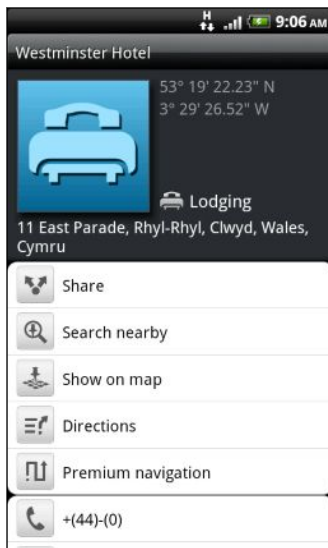 H
9:06 AM
Westminster Hotel
53° 19' 22.23" N
3° 29' 26.52" W
Lodging
11 East Parade, Rhyl-Rhyl, Clwyd, Wales,
Cymru
Share
Search nearby
Show on map
Directions
Premium navigation
+(44)-(0)